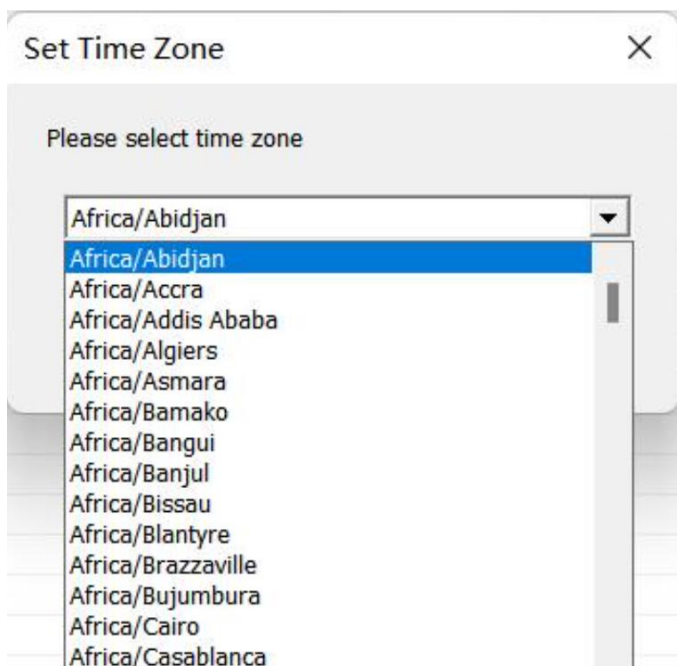 Set Time Zone
Please select time zone
Africa/Abidjan
Africa/Abidjan
Africa/Accra
Africa/Addis Ababa
Africa/Algiers
Africa/Asmara
Africa/Bamako
Africa/Bangui
Africa/Banjul
Africa/Bissau
Africa/Blantyre
Africa/Brazzaville
Africa/Bujumbura
Africa/Cairo
Africa/Casablanca